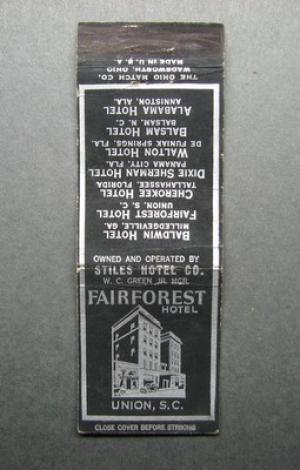 THE OHIO MATCH CO.
WADSWORTH, OHIO
MADE IN U. S. A.
BALDWIN HOTEL
MILLEDGEVILLE, GA.
FAIRFOREST HOTEL
UNION, S. C.
CHEROKEE HOTEL
TALLAHASSEE, FLORIDA
DIXIE SHERMAN HOTEL
PANAMA CITY, FLA.
WALTON HOTEL
DE FUNIAK SPRINGS, FLA.
BALSAM HOTEL
BALSAM, N. C.
ALABAMA HOTEL
ANNISTON, ALA.
OWNED AND OPERATED BY
STILES HOTEL CO.
W. C. GREEN JR. MGR.
FAIRFOREST
HOTEL
UNION, S.C.
CLOSE COVER BEFORE STRIKING